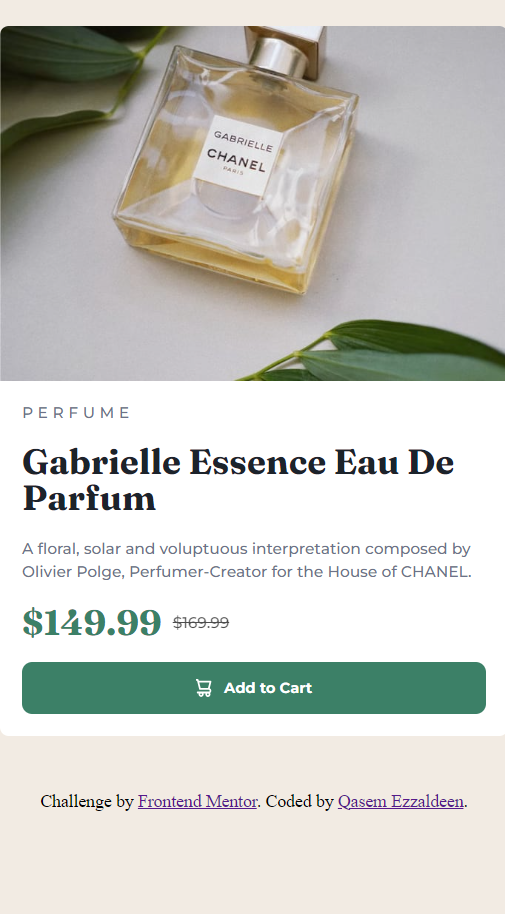 GABRIELLE
CHANEL
PARIS
PERFUME
Gabrielle Essence Eau De
Parfum
A floral, solar and voluptuous interpretation composed by
Olivier Polge, Perfumer-Creator for the House of CHANEL.
$149.99 $169.99
Add to Cart
Challenge by Frontend Mentor. Coded by Qasem Ezzaldeen.